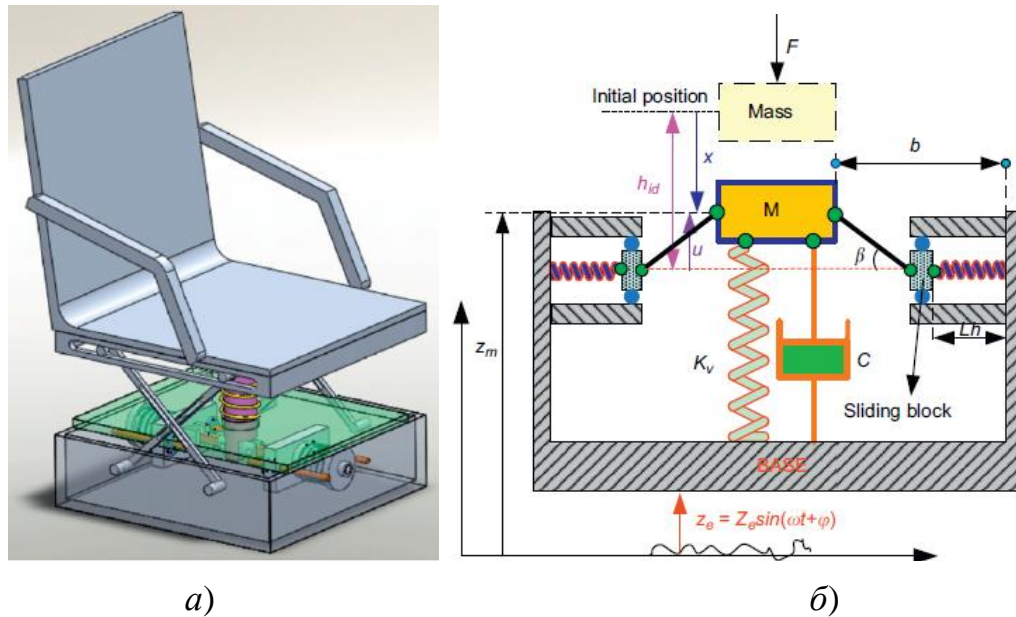 F
Initial position
Mass
x
b
h_id
M
u
β
z_m
Lh
K_v
C
Sliding block
BASE
z_e = Z_e sin(ωt+φ)
а)
б)